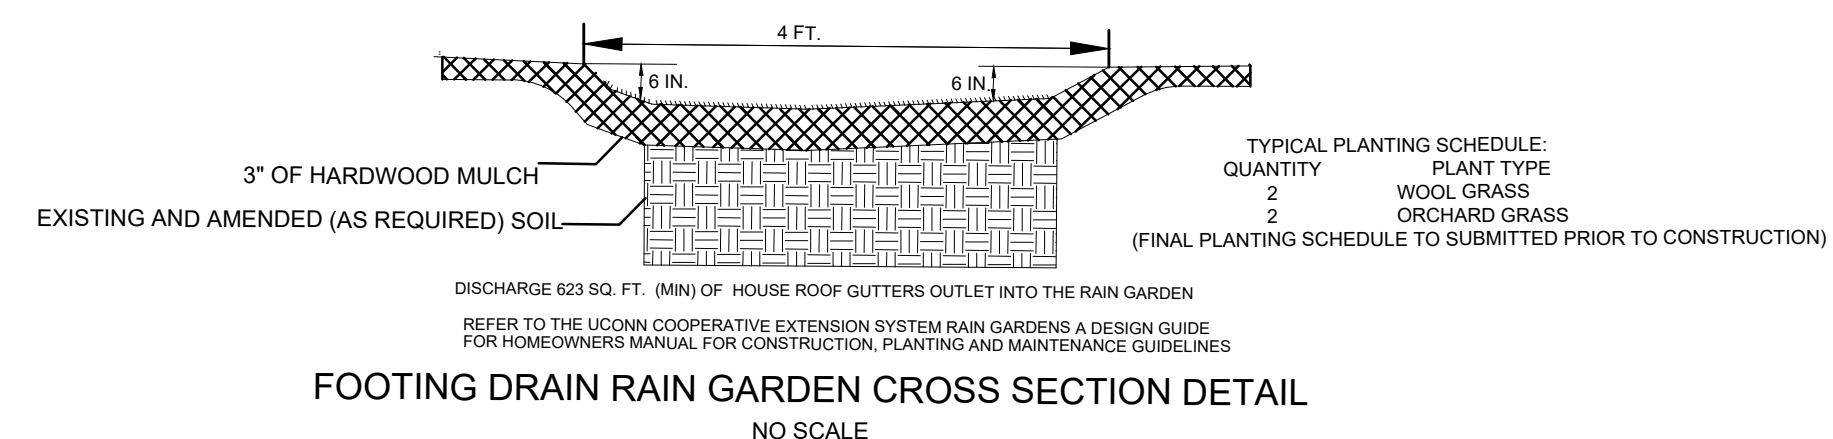 4 FT.
6 IN.
6 IN.
3" OF HARDWOOD MULCH
EXISTING AND AMENDED (AS REQUIRED) SOIL
TYPICAL PLANTING SCHEDULE:
QUANTITY PLANT TYPE
2 WOOL GRASS
2 ORCHARD GRASS
(FINAL PLANTING SCHEDULE TO SUBMITTED PRIOR TO CONSTRUCTION)
DISCHARGE 623 SQ. FT. (MIN) OF HOUSE ROOF GUTTERS OUTLET INTO THE RAIN GARDEN
REFER TO THE UCONN COOPERATIVE EXTENSION SYSTEM RAIN GARDENS A DESIGN GUIDE
FOR HOMEOWNERS MANUAL FOR CONSTRUCTION, PLANTING AND MAINTENANCE GUIDELINES
FOOTING DRAIN RAIN GARDEN CROSS SECTION DETAIL
NO SCALE